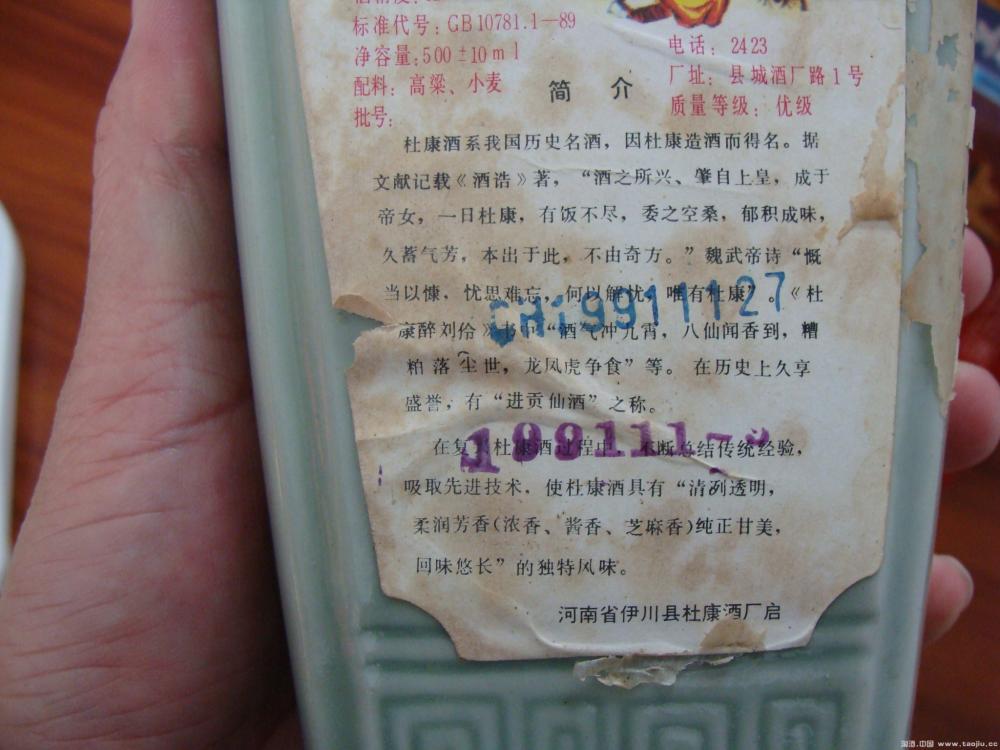 标准代号:GB10781.1—89
净容量:500±10ml
配料:高粱、小麦
批号:
电话:2423
厂址:县城酒厂路1号
质量等级:优级
简介
杜康酒系我国历史名酒，因杜康造酒而得名。据
文献记载《酒诰》著，“酒之所兴、肇自上皇，成于
帝女，一日杜康，有饭不尽，委之空桑，郁积成味，
久蓄气芳，本出于此，不由奇方。”魏武帝诗“慨
当以慷，忧思难忘，何以解忧，唯有杜康”。《杜
康醉刘伶》书中“酒气冲九霄，八仙闻香到，糟
粕落尘世，龙凤虎争食”等。在历史上久享
盛誉，有“进贡仙酒”之称。
CH19911127
在复兴杜康酒过程中，不断总结传统经验，
吸取先进技术，使杜康酒具有“清冽透明，
柔润芳香(浓香、酱香、芝麻香)纯正甘美，
回味悠长”的独特风味。
199111
河南省伊川县杜康酒厂启
淘酒.中国 www.taojiu.cc